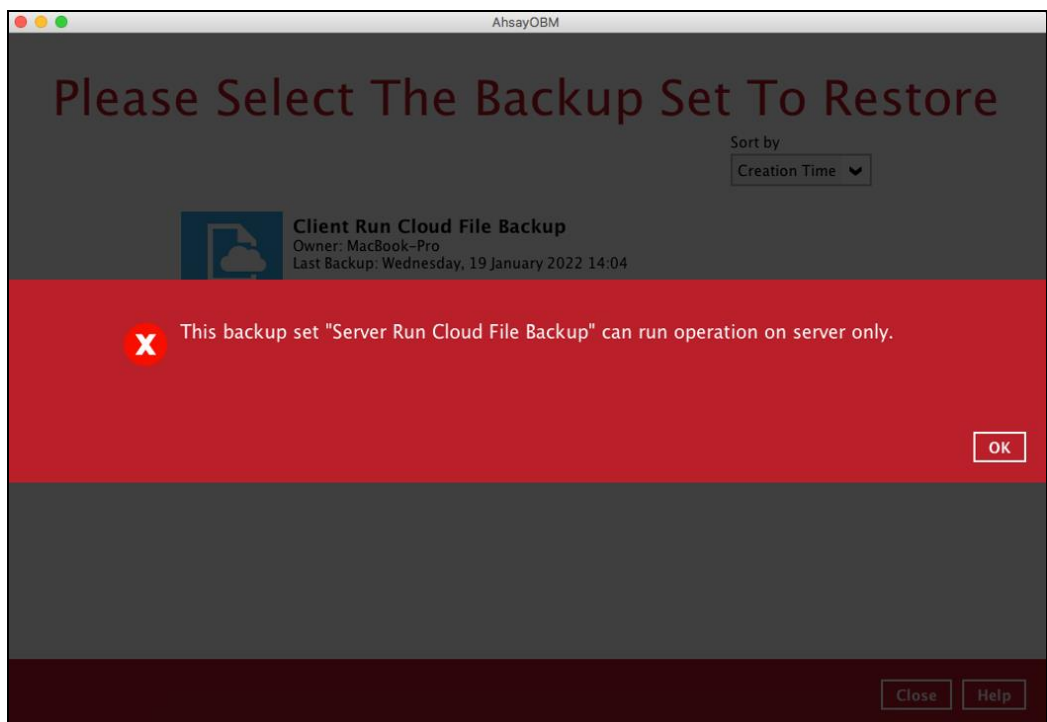 AhsayOBM
Please Select The Backup Set To Restore
Sort by
Creation Time
Client Run Cloud File Backup
Owner: MacBook-Pro
Last Backup: Wednesday, 19 January 2022 14:04
X
This backup set "Server Run Cloud File Backup" can run operation on server only.
OK
Close Help